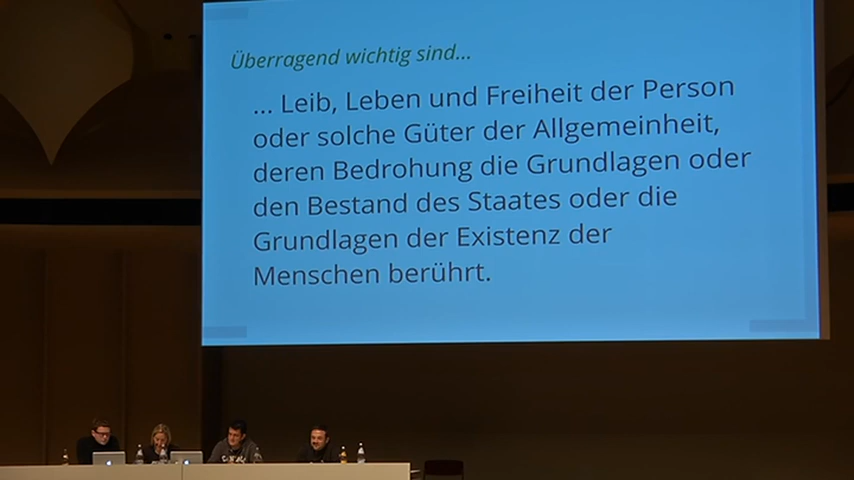 Überragend wichtig sind...
... Leib, Leben und Freiheit der Person
oder solche Güter der Allgemeinheit,
deren Bedrohung die Grundlagen oder
den Bestand des Staates oder die
Grundlagen der Existenz der
Menschen berührt.